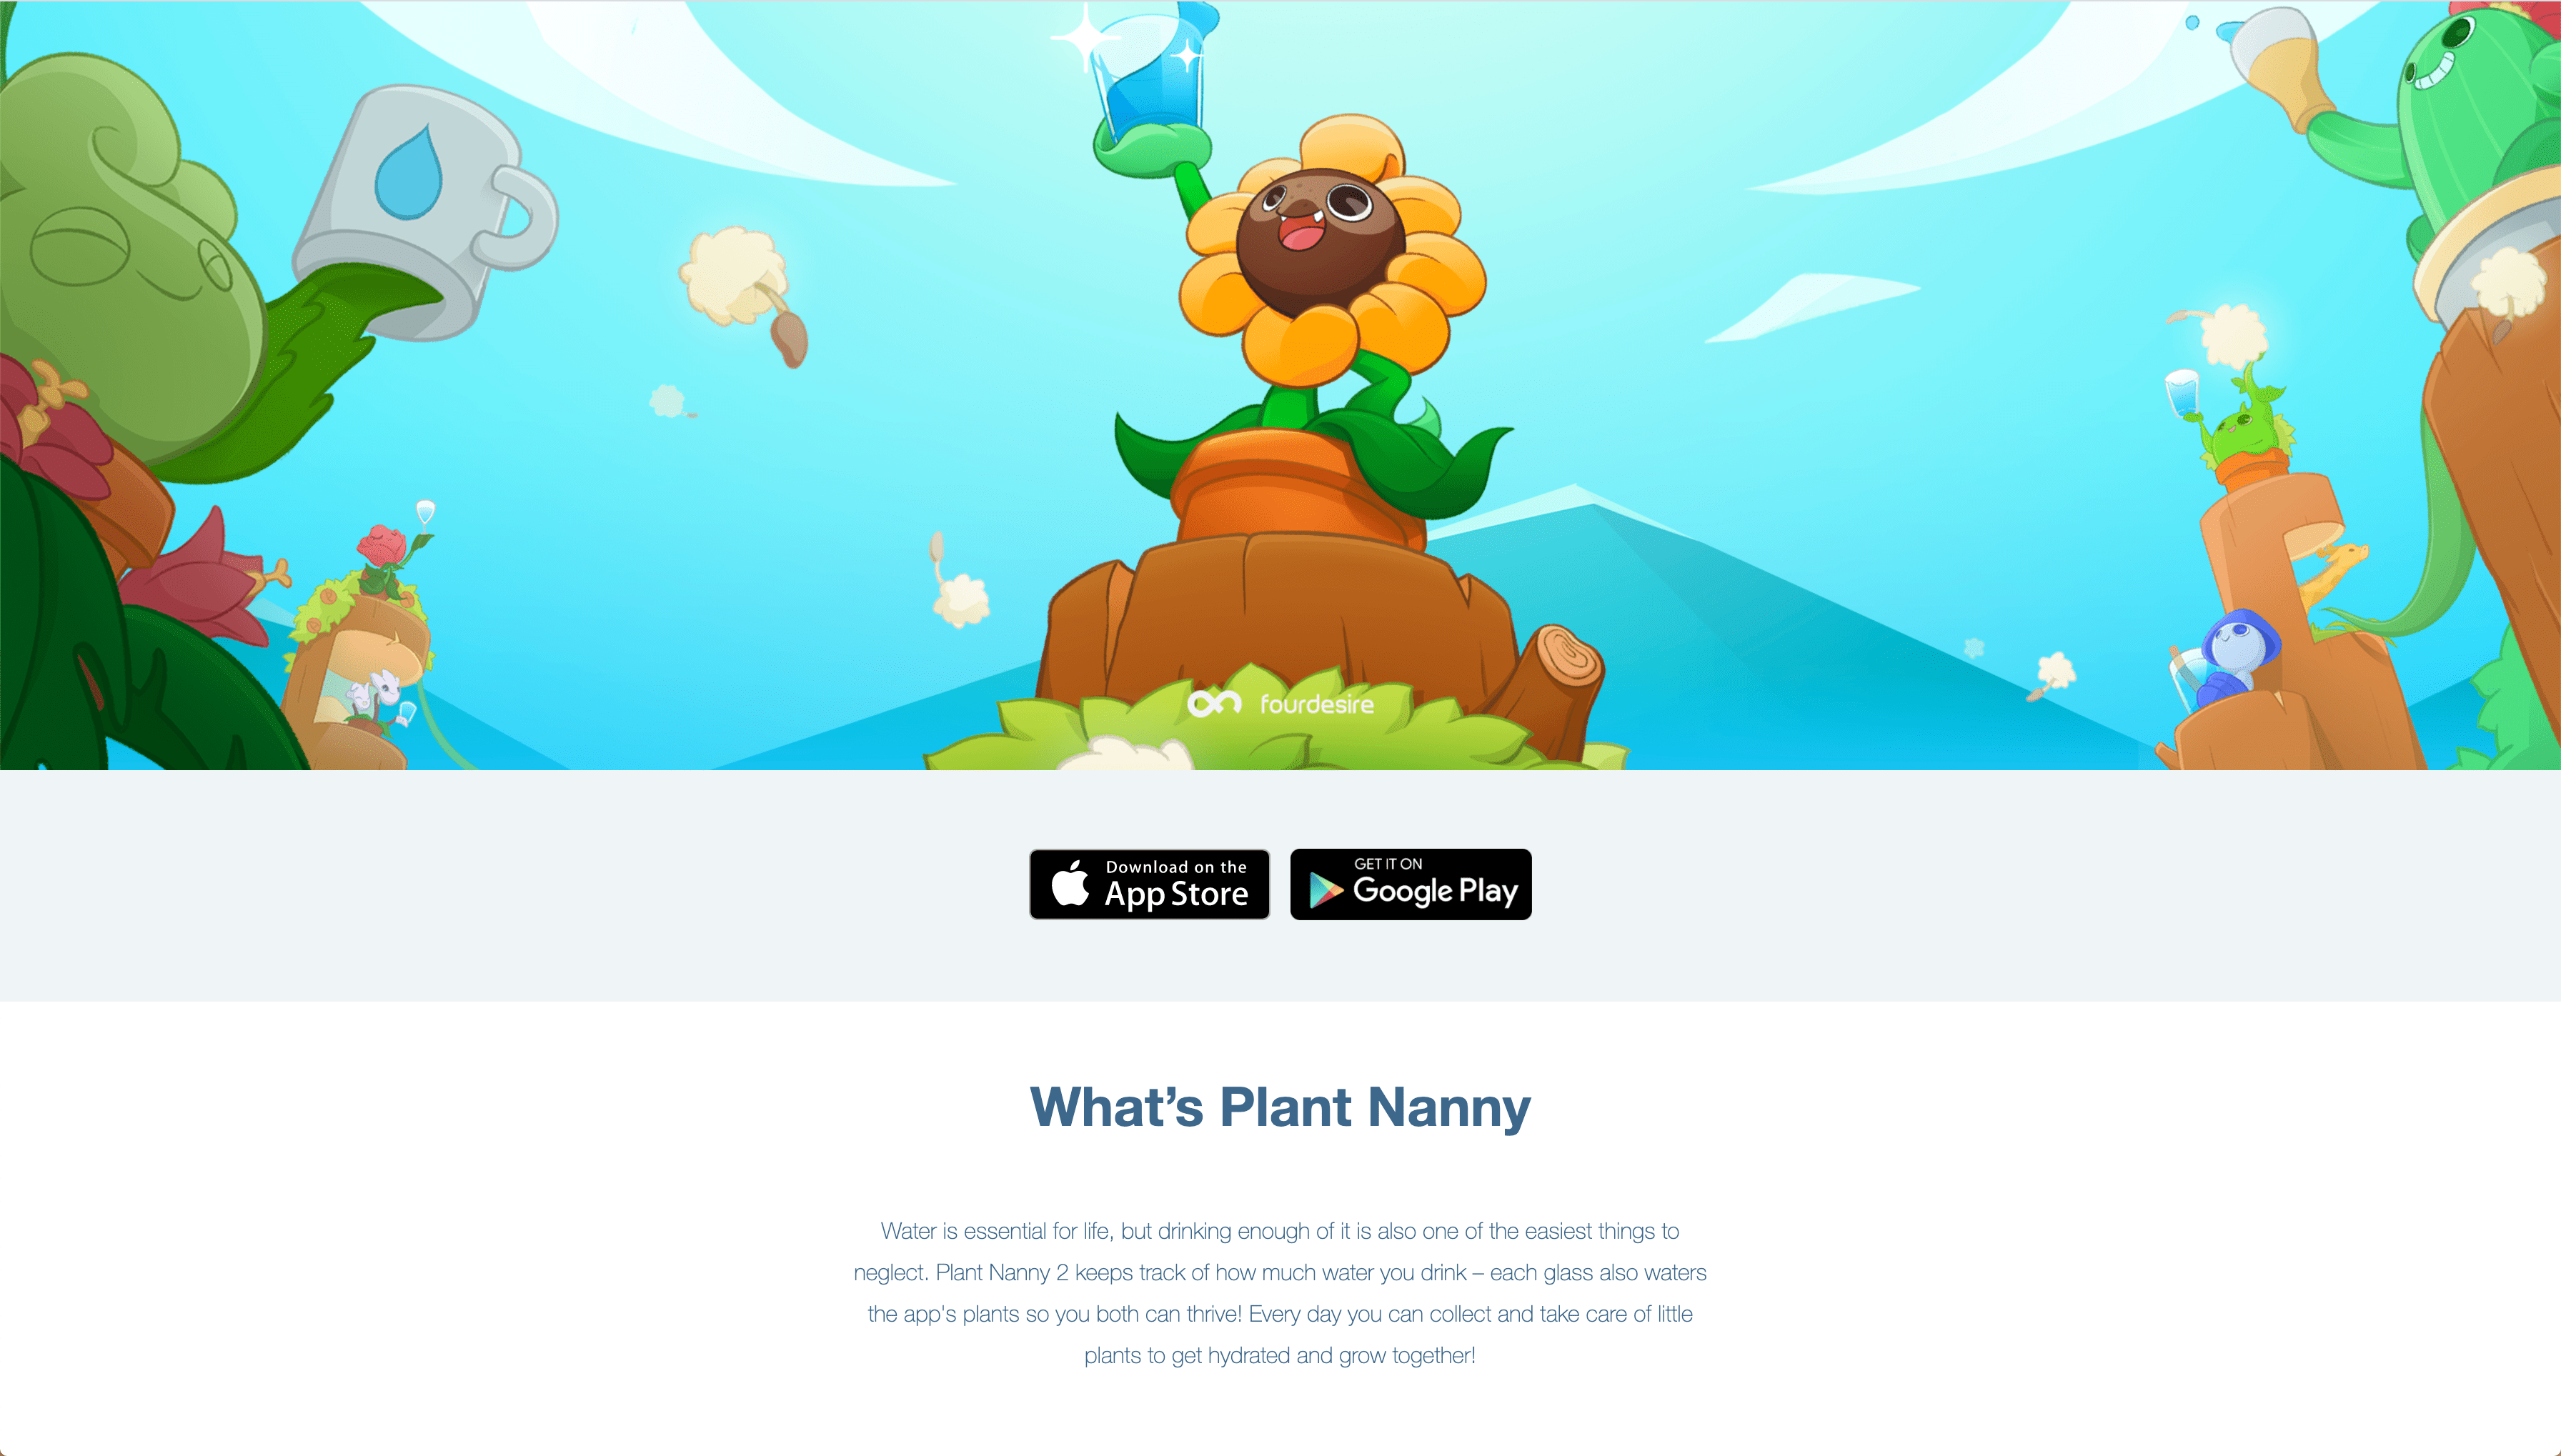 fourdesire
Download on the
App Store
GET IT ON
Google Play
What’s Plant Nanny
Water is essential for life, but drinking enough of it is also one of the easiest things to
neglect. Plant Nanny 2 keeps track of how much water you drink – each glass also waters
the app's plants so you both can thrive! Every day you can collect and take care of little
plants to get hydrated and grow together!